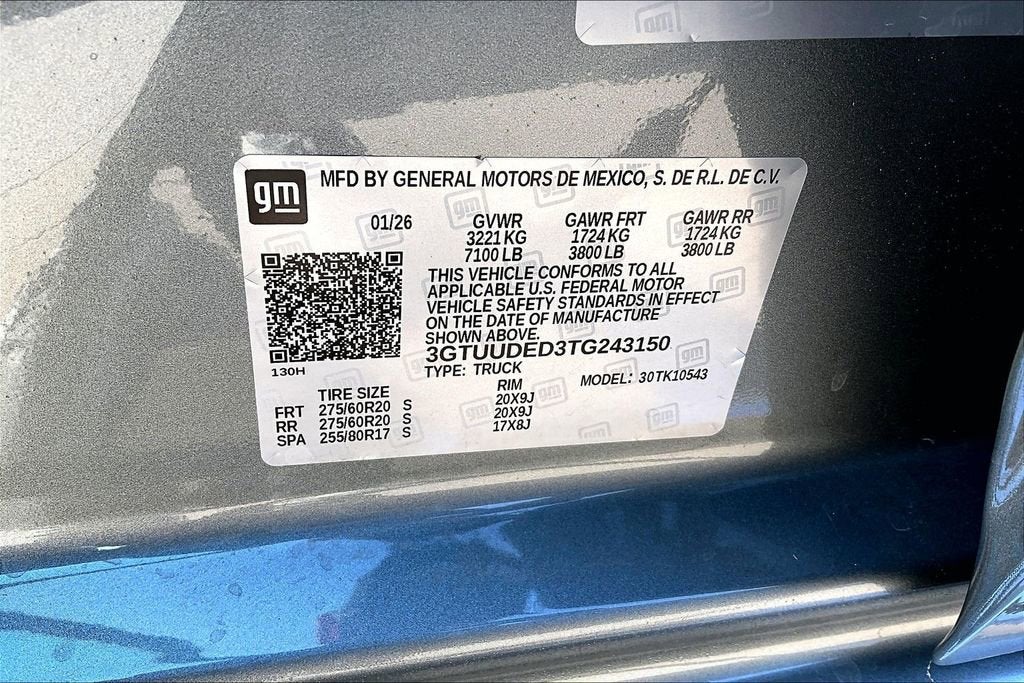 gm
MFD BY GENERAL MOTORS DE MEXICO, S. DE R.L. DE C.V.
01/26 GVWR GAWR FRT GAWR RR
3221 KG 1724 KG 1724 KG
7100 LB 3800 LB 3800 LB
THIS VEHICLE CONFORMS TO ALL
APPLICABLE U.S. FEDERAL MOTOR
VEHICLE SAFETY STANDARDS IN EFFECT
ON THE DATE OF MANUFACTURE
SHOWN ABOVE.
3GTUUDED3TG243150
130H
TYPE: TRUCK MODEL: 30TK10543
TIRE SIZE RIM
FRT 275/60R20 S 20X9J
RR 275/60R20 S 20X9J
SPA 255/80R17 S 17X8J